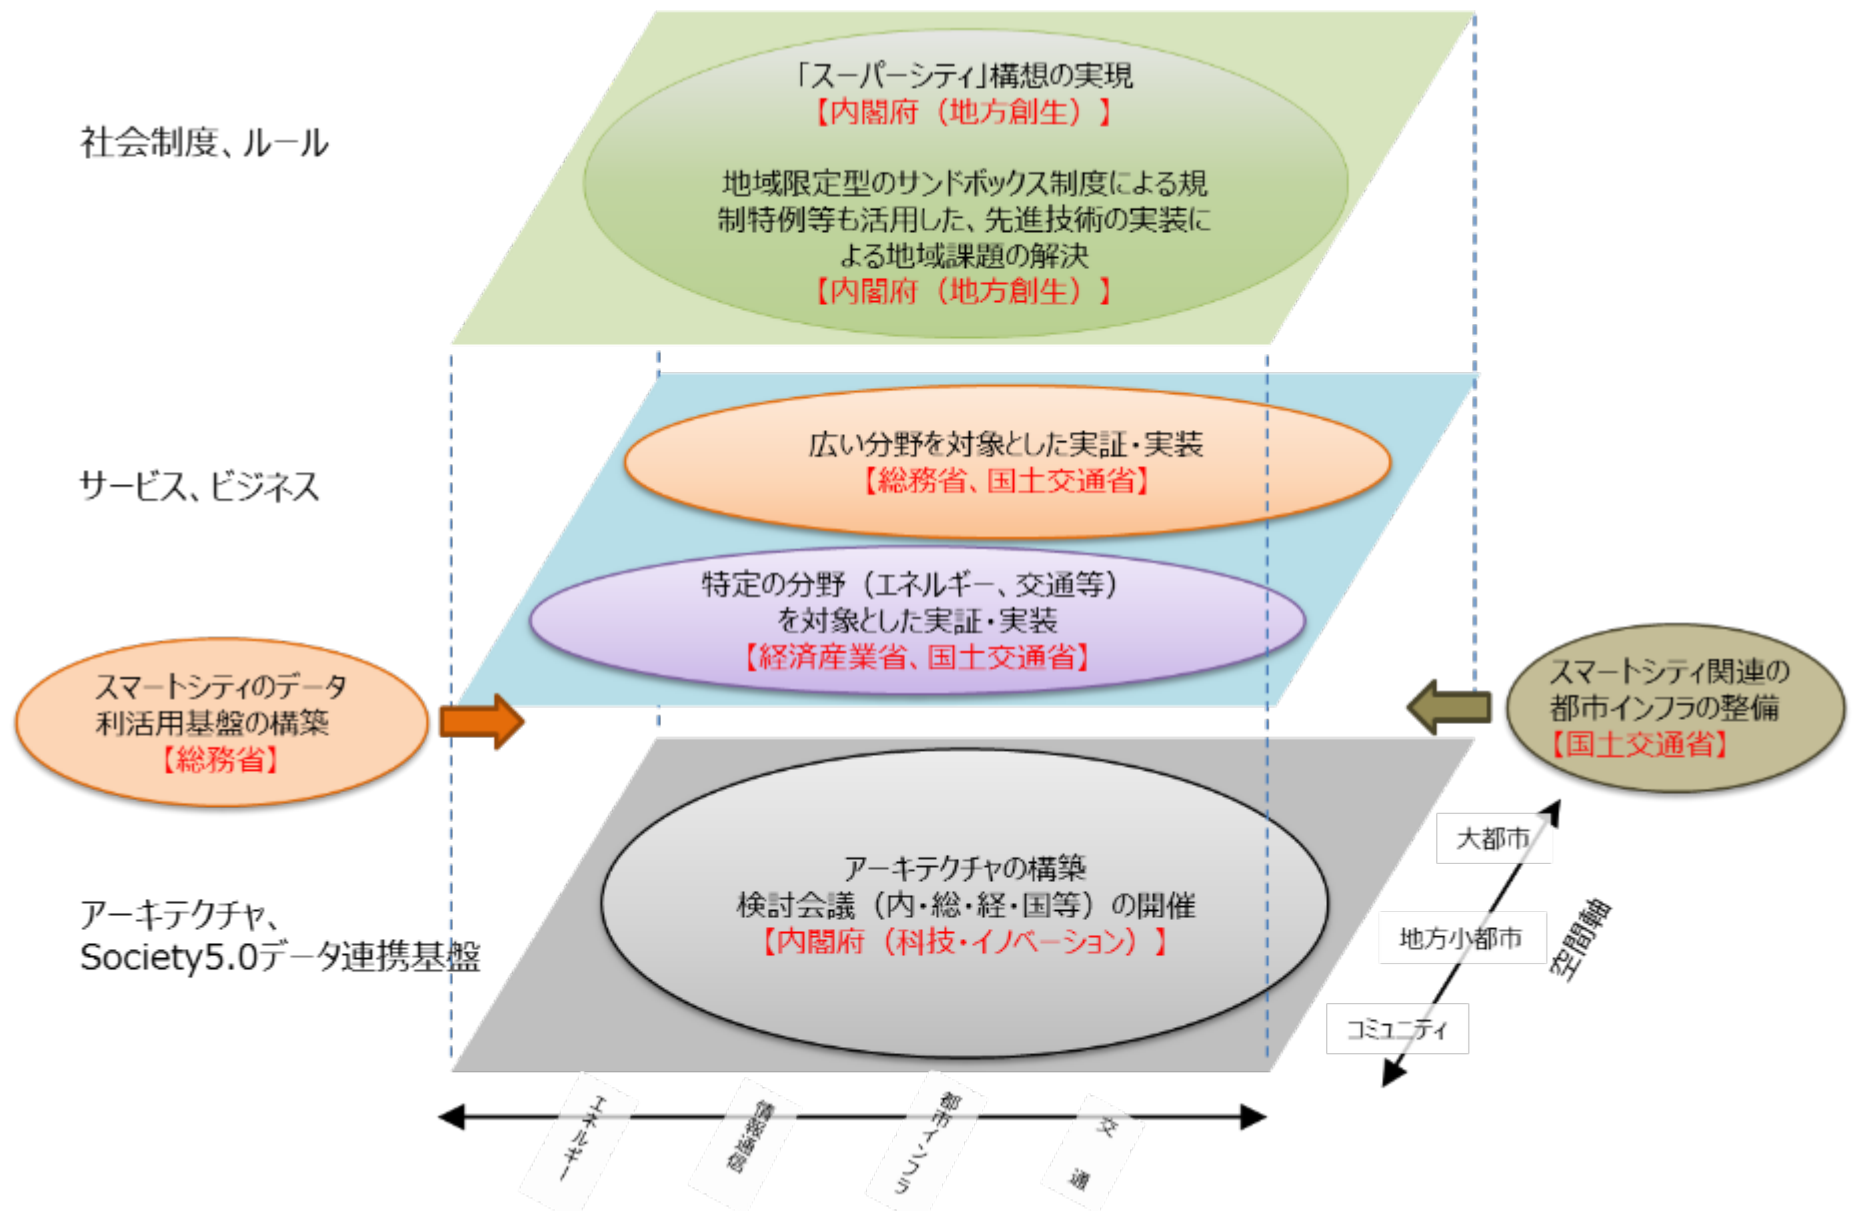 社会制度、ルール
「スーパーシティ」構想の実現
【内閣府（地方創生）】
地域限定型のサンドボックス制度による規
制特例等も活用した、先進技術の実装に
よる地域課題の解決
【内閣府（地方創生）】
サービス、ビジネス
広い分野を対象とした実証・実装
【総務省、国土交通省】
特定の分野（エネルギー、交通等）
を対象とした実証・実装
【経済産業省、国土交通省】
スマートシティのデータ
利活用基盤の構築
【総務省】
スマートシティ関連の
都市インフラの整備
【国土交通省】
アーキテクチャ、
Society5.0データ連携基盤
アーキテクチャの構築
検討会議（内・総・経・国等）の開催
【内閣府（科技・イノベーション）】
大都市
地方小都市
コミュニティ
空間軸
エネルギー
情報通信
都市インフラ
交通